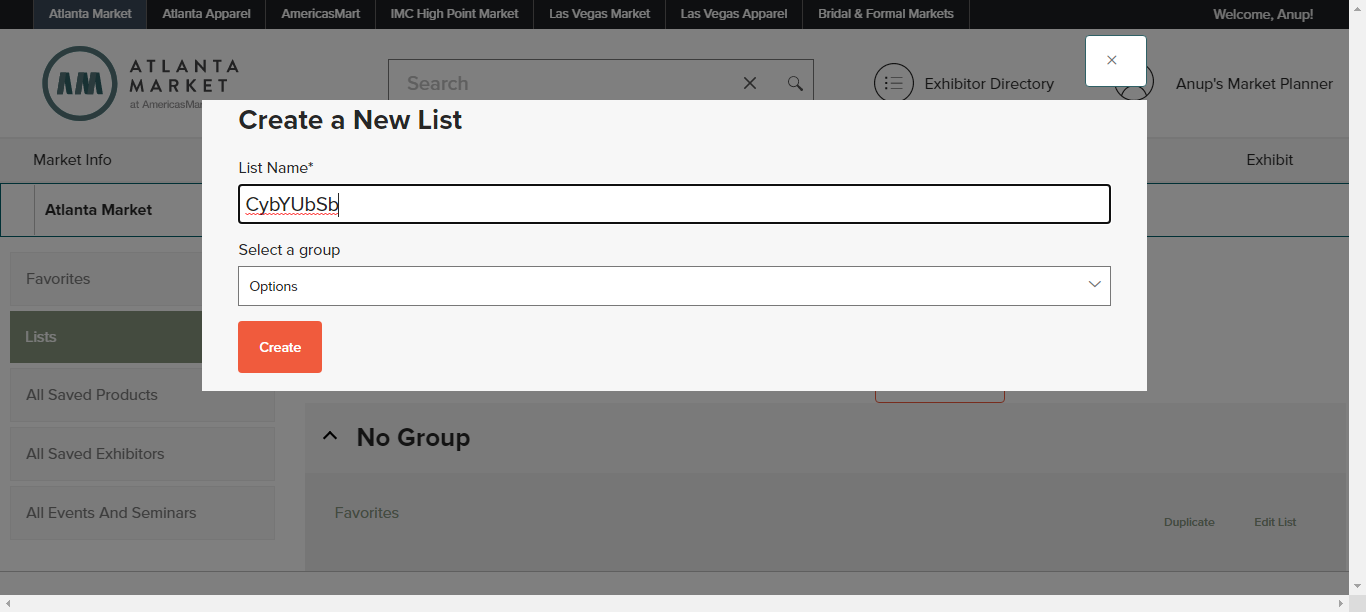 Atlanta Market
Atlanta Apparel
AmericasMart
IMC High Point Market
Las Vegas Market
Las Vegas Apparel
Bridal & Formal Markets
Welcome, Anup!
AM
ATLANTA
MARKET
at AmericasMar
Search
Exhibitor Directory
Anup's Market Planner
Market Info
Exhibit
Atlanta Market
Create a New List
List Name*
CybYUbSb
Select a group
Options
Create
Favorites
Lists
All Saved Products
All Saved Exhibitors
All Events And Seminars
No Group
Favorites
Duplicate
Edit List